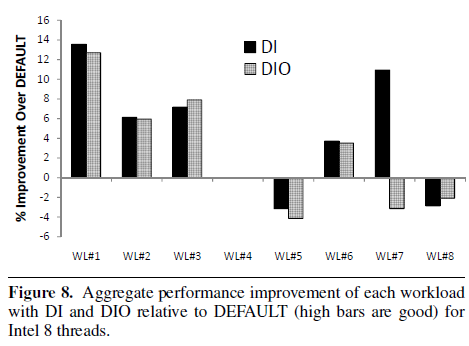 16
14
12
10
8
6
4
2
0
-2
-4
-6
% Improvement Over DEFAULT
DI
DIO
WL#1 WL#2 WL#3 WL#4 WL#5 WL#6 WL#7 WL#8
Figure 8. Aggregate performance improvement of each workload
with DI and DIO relative to DEFAULT (high bars are good) for
Intel 8 threads.